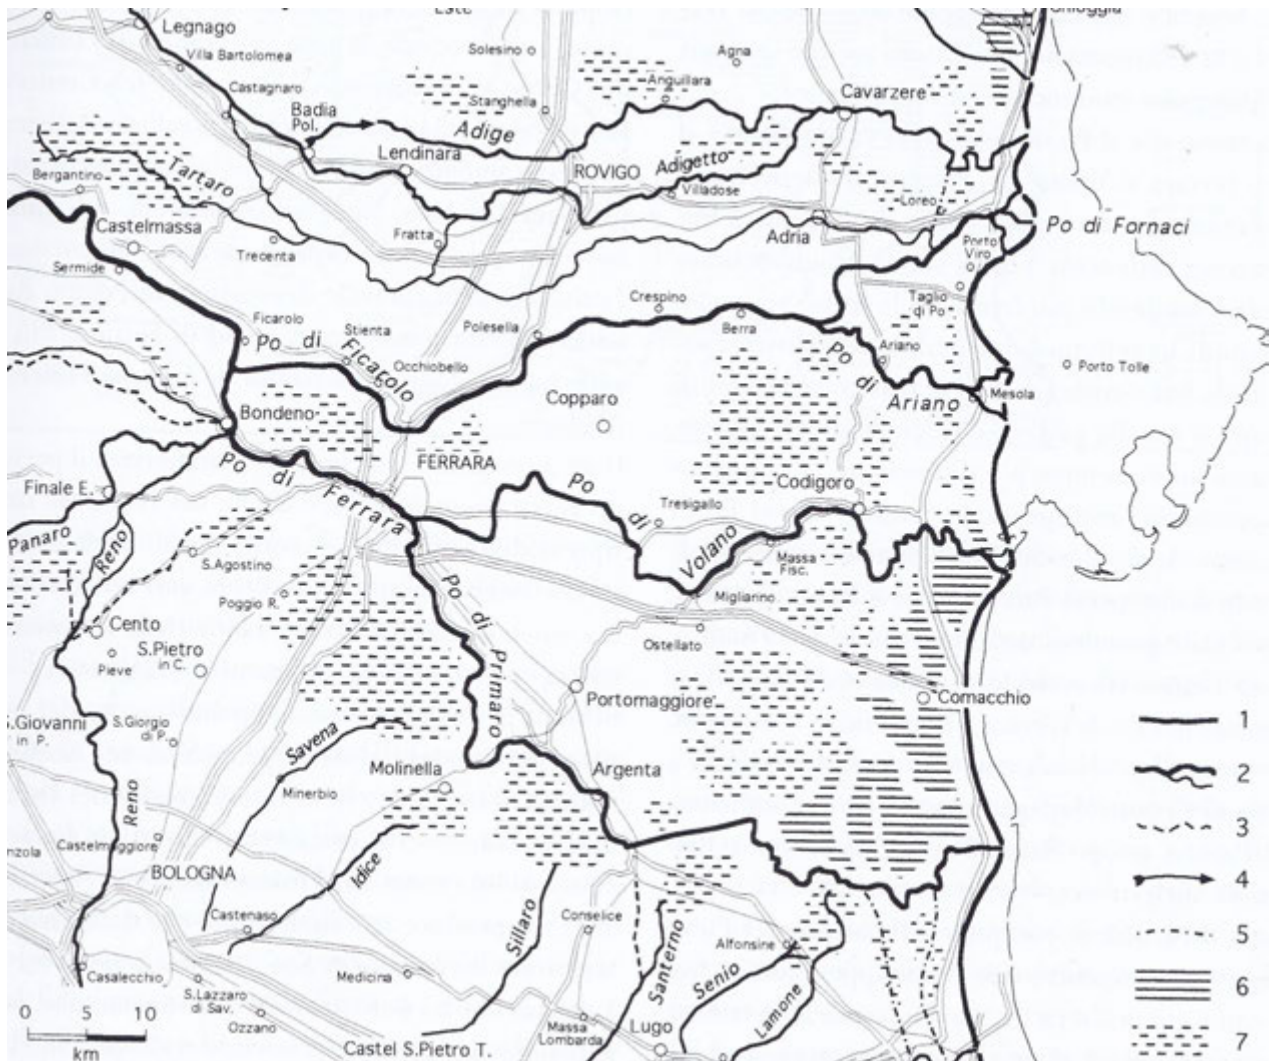 Legnago
Este
Chioggia
Villa Bartolomea
Solesino
Agna
Castagnaro
Anguillara
Badia
Pol.
Stanghella
Cavarzere
Adige
Lendinara
ROVIGO
Adigetto
Bergantino
Tartaro
Villadose
Loreo
Castelmassa
Fratta
Adria
Porto
Viro
Po di Fornaci
Sermide
Trecenta
Ficarolo
Stienta
Polesella
Crespino
Berra
Taglio
di Po
Po di Ficarolo
Occhiobello
Ariano
Porto Tolle
Po di Ariano
Mesola
Bondeno
Copparo
FERRARA
Po di Ferrara
Finale E.
Po di Volano
Tresigallo
Codigoro
Panaro
Reno
S.Agostino
Massa
Fisc.
Poggio R.
Migliarino
Cento
Po di Primaro
Ostellato
Pieve
S.Pietro
in C.
Portomaggiore
Comacchio
S.Giovanni
in P.
S.Giorgio
di P.
Savena
1
Molinella
Argenta
2
Minerbio
Reno
3
Castelmaggiore
nzola
BOLOGNA
Idice
4
Castenaso
Sillaro
Conselice
Santerno
Alfonsine
5
Casalecchio
Medicina
Senio
6
S.Lazzaro
di Sav.
Lamone
0 5 10
km
Ozzano
Massa
Lombarda
Lugo
7
Castel S.Pietro T.